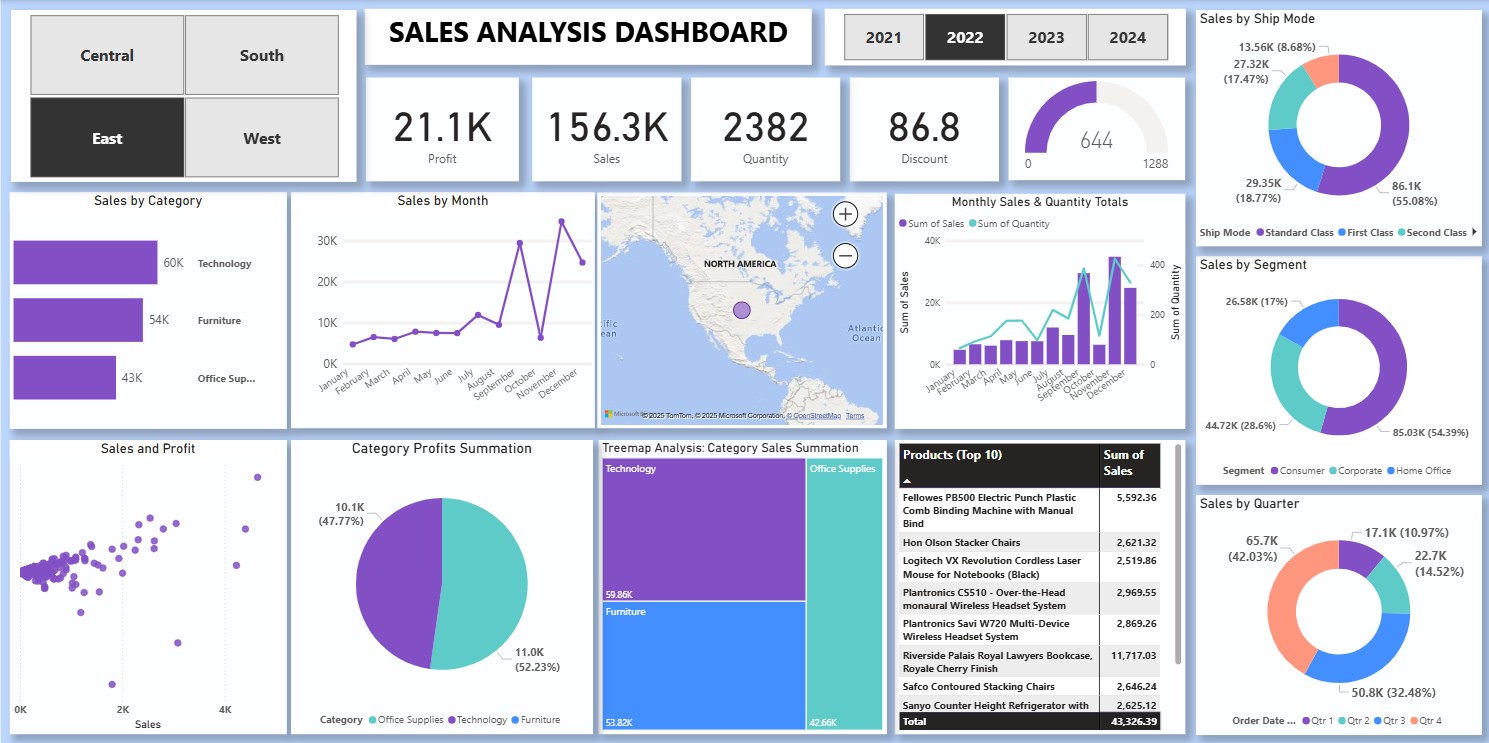 Central
South
East
West
SALES ANALYSIS DASHBOARD
2021
2022
2023
2024
21.1K
Profit
156.3K
Sales
2382
Quantity
86.8
Discount
644
0
1288
Sales by Ship Mode
13.56K (8.68%)
27.32K
(17.47%)
29.35K
(18.77%)
86.1K
(55.08%)
Ship Mode Standard Class First Class Second Class
Sales by Category
60K Technology
54K Furniture
43K Office Sup...
Sales by Month
30K
20K
10K
0K
January
February
March
April
May
June
July
August
September
October
November
December
NORTH AMERICA
ific
ean
Atlantic
Ocean
Microsoft
© 2025 TomTom, © 2025 Microsoft Corporation, © OpenStreetMap Terms
Monthly Sales & Quantity Totals
Sum of Sales Sum of Quantity
Sum of Sales
40K
20K
0K
400
200
0
Sum of Quantity
January
February
March
April
May
June
July
August
September
October
November
December
Sales by Segment
26.58K (17%)
44.72K (28.6%)
85.03K (54.39%)
Segment Consumer Corporate Home Office
Sales and Profit
0K
2K
4K
Sales
Category Profits Summation
10.1K
(47.77%)
11.0K
(52.23%)
Category Office Supplies Technology Furniture
Treemap Analysis: Category Sales Summation
Technology
59.86K
Furniture
53.82K
Office Supplies
42.66K
Products (Top 10)
Sum of
Sales
Fellowes PB500 Electric Punch Plastic 5,592.36
Comb Binding Machine with Manual
Bind
Hon Olson Stacker Chairs 2,621.32
Logitech VX Revolution Cordless Laser 2,519.86
Mouse for Notebooks (Black)
Plantronics CS510 - Over-the-Head 2,969.55
monaural Wireless Headset System
Plantronics Savi W720 Multi-Device 2,869.26
Wireless Headset System
Riverside Palais Royal Lawyers Bookcase, 11,717.03
Royale Cherry Finish
Safco Contoured Stacking Chairs 2,646.24
Sanyo Counter Height Refrigerator with 2,625.12
Total 43,326.39
Sales by Quarter
17.1K (10.97%)
22.7K
(14.52%)
65.7K
(42.03%)
50.8K (32.48%)
Order Date ... Qtr 1 Qtr 2 Qtr 3 Qtr 4